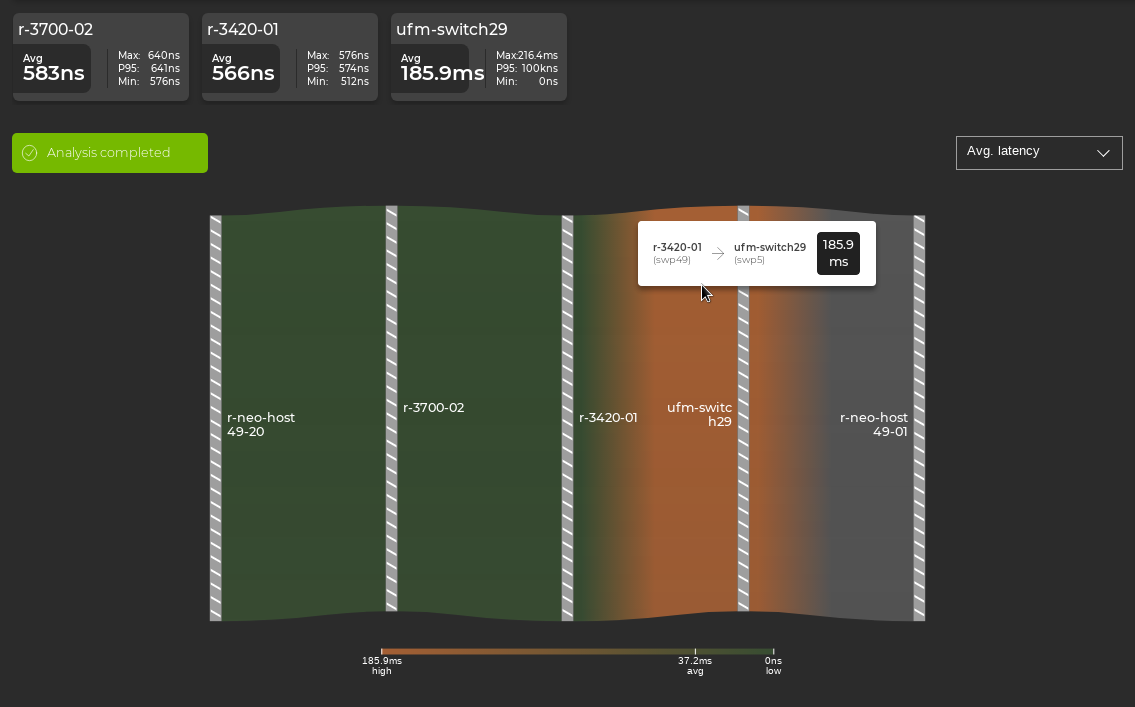 r-3700-02
Avg
583ns
Max: 640ns
P95: 641ns
Min: 576ns
r-3420-01
Avg
566ns
Max: 576ns
P95: 574ns
Min: 512ns
ufm-switch29
Avg
185.9ms
Max:216.4ms
P95: 100kns
Min: 0ns
Analysis completed
Avg. latency
r-3420-01
(swp49)
ufm-switch29
(swp5)
185.9
ms
r-neo-host
49-20
r-3700-02
r-3420-01
ufm-switc
h29
r-neo-host
49-01
185.9ms
high
37.2ms
avg
0ns
low